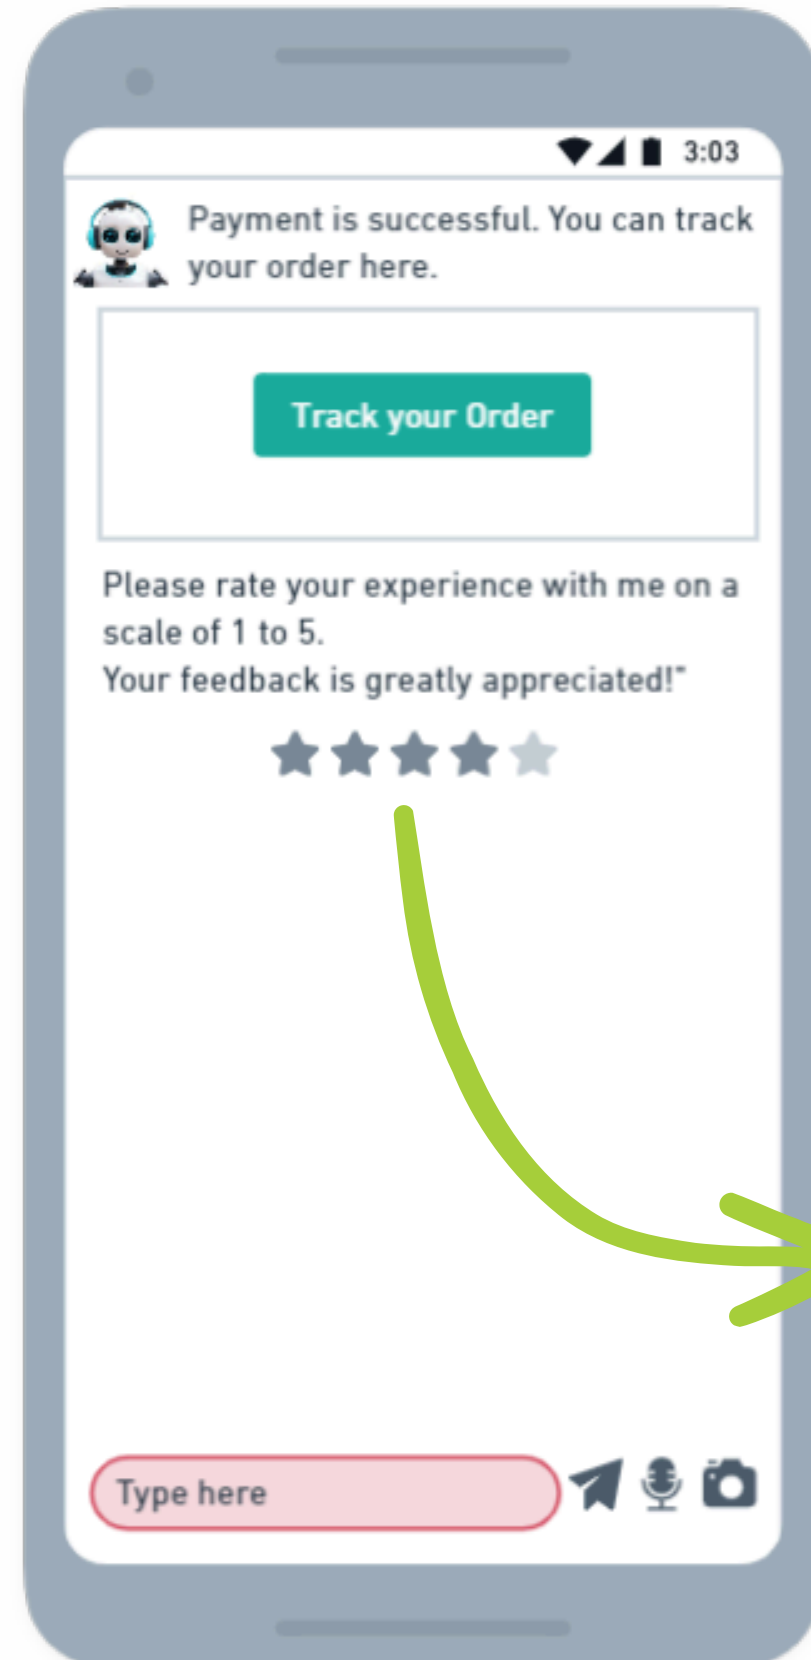 3:03
Payment is successful. You can track
your order here.
Track your Order
Please rate your experience with me on a
scale of 1 to 5.
Your feedback is greatly appreciated!"
Type here